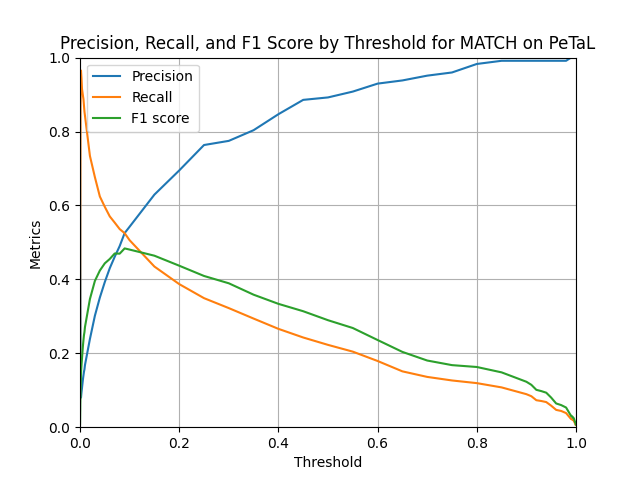 Precision, Recall, and F1 Score by Threshold for MATCH on PeTaL
Precision
Recall
F1 score
Metrics
1.0
0.8
0.6
0.4
0.2
0.0
0.0 0.2 0.4 0.6 0.8 1.0
Threshold